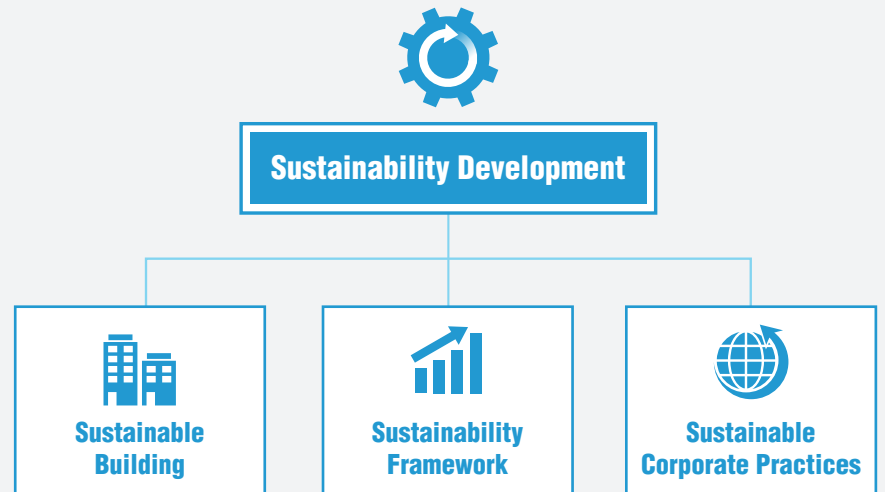 Sustainability Development
Sustainable
Building
Sustainability
Framework
Sustainable
Corporate Practices